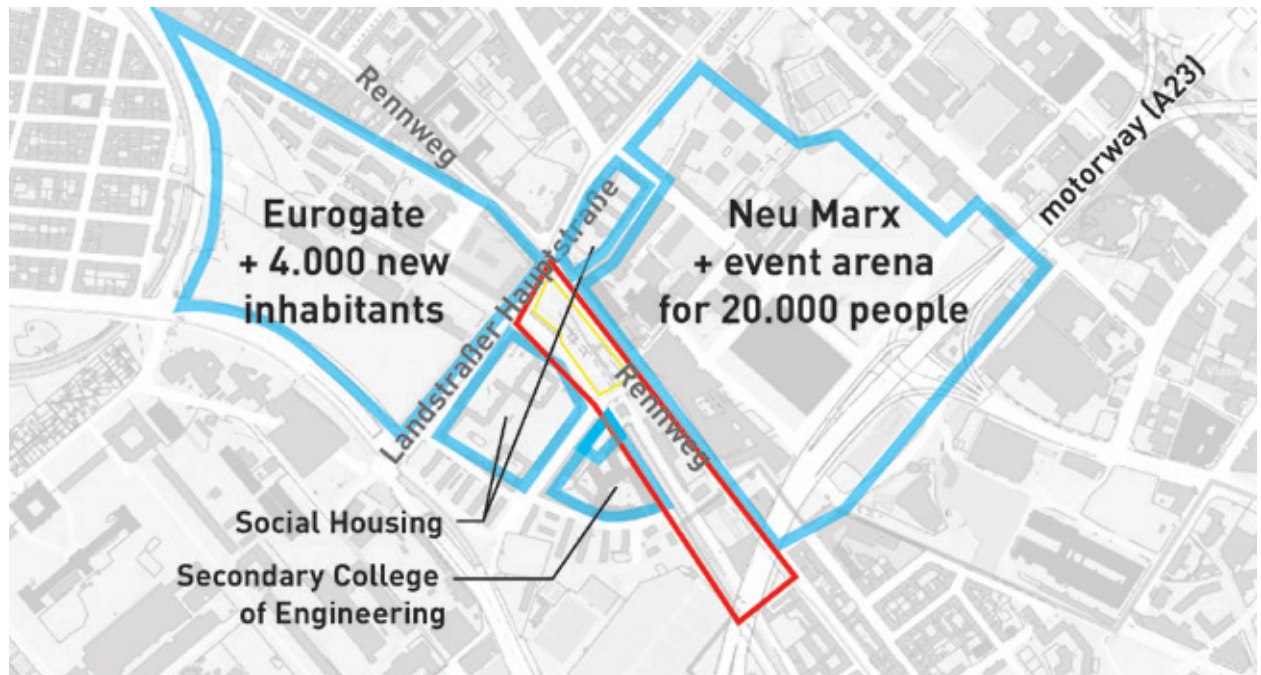 Rennweg
motorway (A23)
Eurogate
+ 4.000 new
inhabitants
Landstraßer Hauptstraße
Neu Marx
+ event arena
for 20.000 people
Rennweg
Social Housing
Secondary College
of Engineering